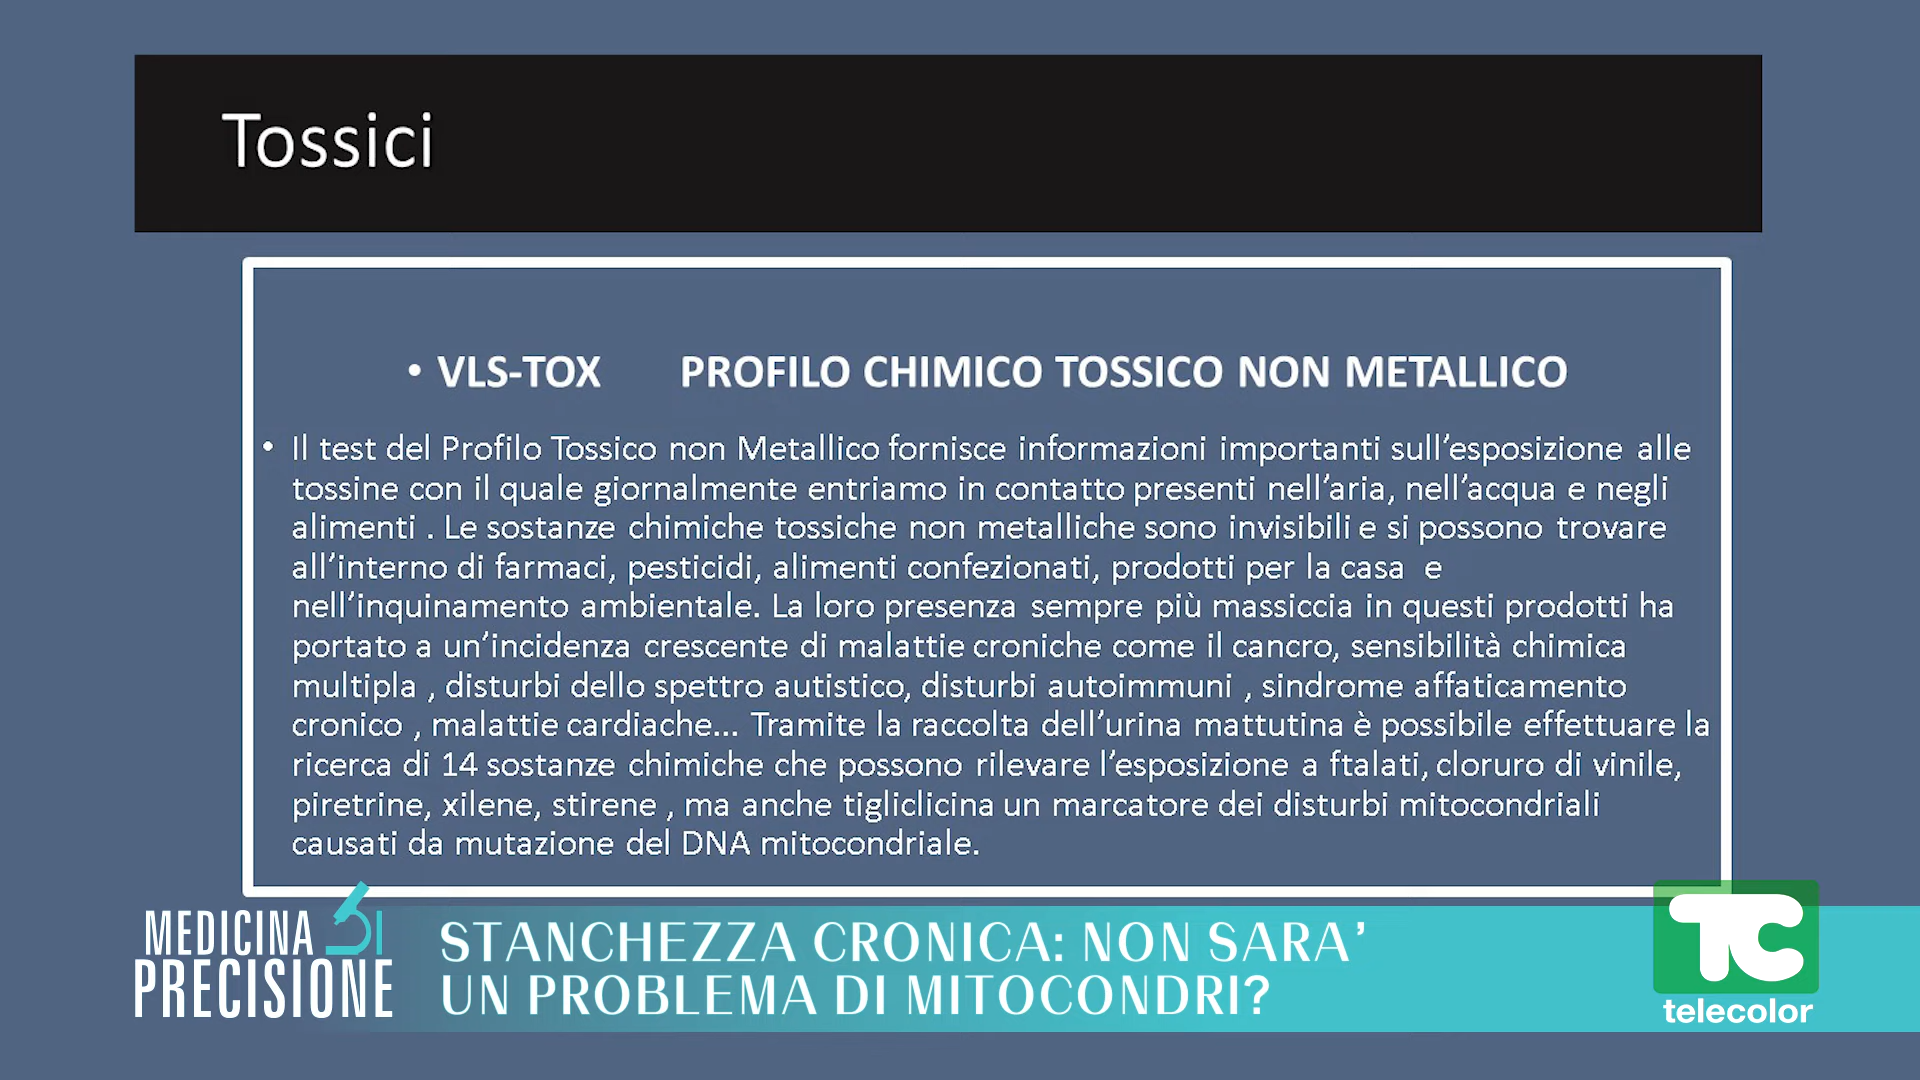 Tossici
• VLS-TOX PROFILO CHIMICO TOSSICO NON METALLICO
• Il test del Profilo Tossico non Metallico fornisce informazioni importanti sull’esposizione alle
tossine con il quale giornalmente entriamo in contatto presenti nell’aria, nell’acqua e negli
alimenti . Le sostanze chimiche tossiche non metalliche sono invisibili e si possono trovare
all’interno di farmaci, pesticidi, alimenti confezionati, prodotti per la casa e
nell’inquinamento ambientale. La loro presenza sempre più massiccia in questi prodotti ha
portato a un’incidenza crescente di malattie croniche come il cancro, sensibilità chimica
multipla , disturbi dello spettro autistico, disturbi autoimmuni , sindrome affaticamento
cronico , malattie cardiache... Tramite la raccolta dell’urina mattutina è possibile effettuare la
ricerca di 14 sostanze chimiche che possono rilevare l’esposizione a ftalati, cloruro di vinile,
piretrine, xilene, stirene , ma anche tigliclicina un marcatore dei disturbi mitocondriali
causati da mutazione del DNA mitocondriale.
MEDICINA DI
PRECISIONE
STANCHEZZA CRONICA: NON SARA’
UN PROBLEMA DI MITOCONDRI?
TC
telecolor